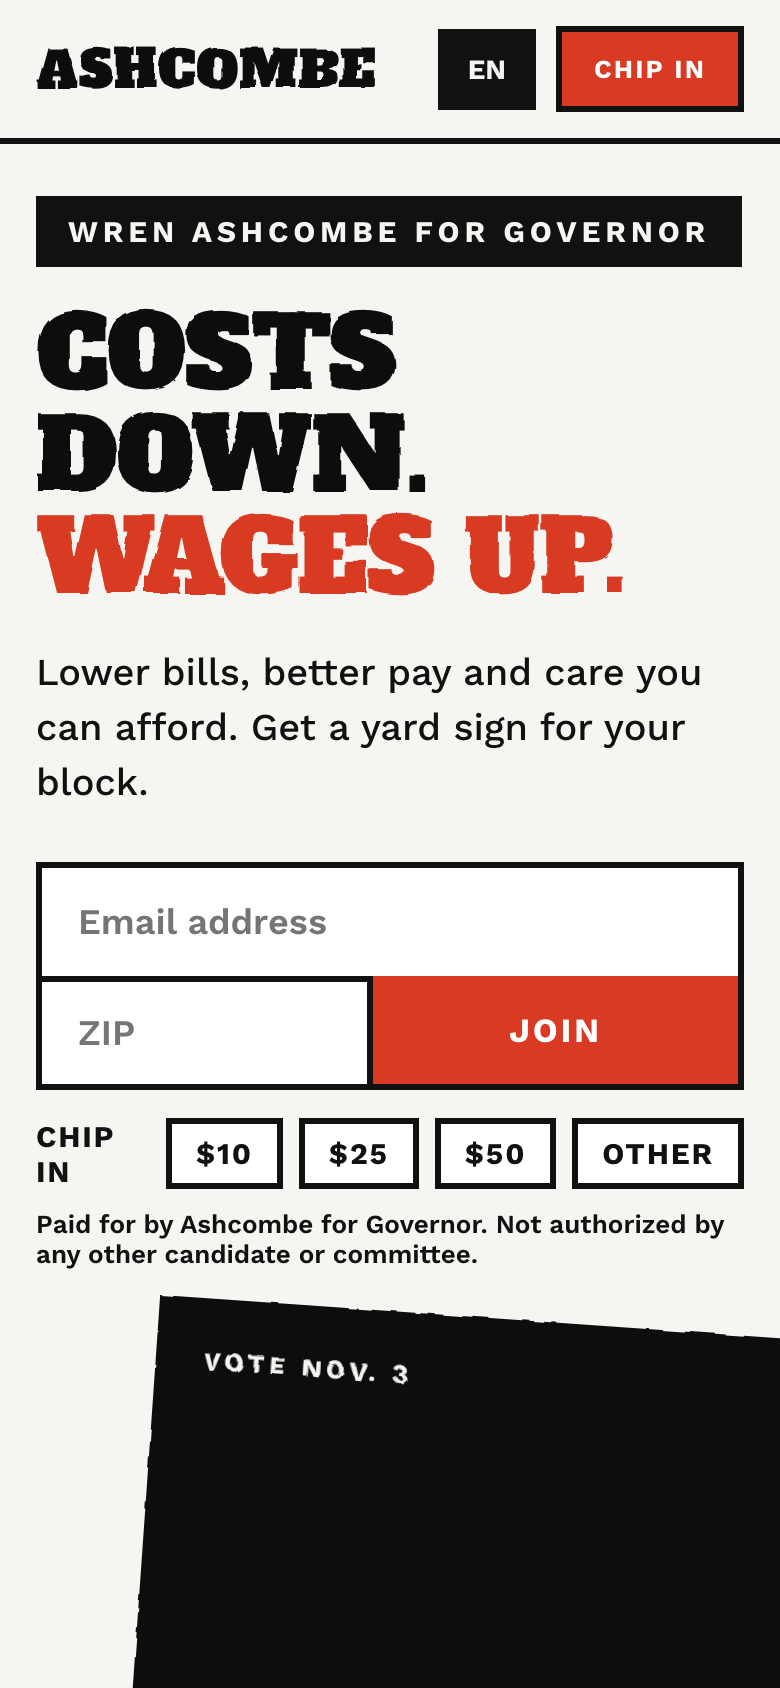 ASHCOMBE
EN
CHIP IN
WREN ASHCOMBE FOR GOVERNOR
COSTS
DOWN.
WAGES UP.
Lower bills, better pay and care you
can afford. Get a yard sign for your
block.
Email address
ZIP
JOIN
CHIP
IN
$10
$25
$50
OTHER
Paid for by Ashcombe for Governor. Not authorized by
any other candidate or committee.
VOTE NOV. 3